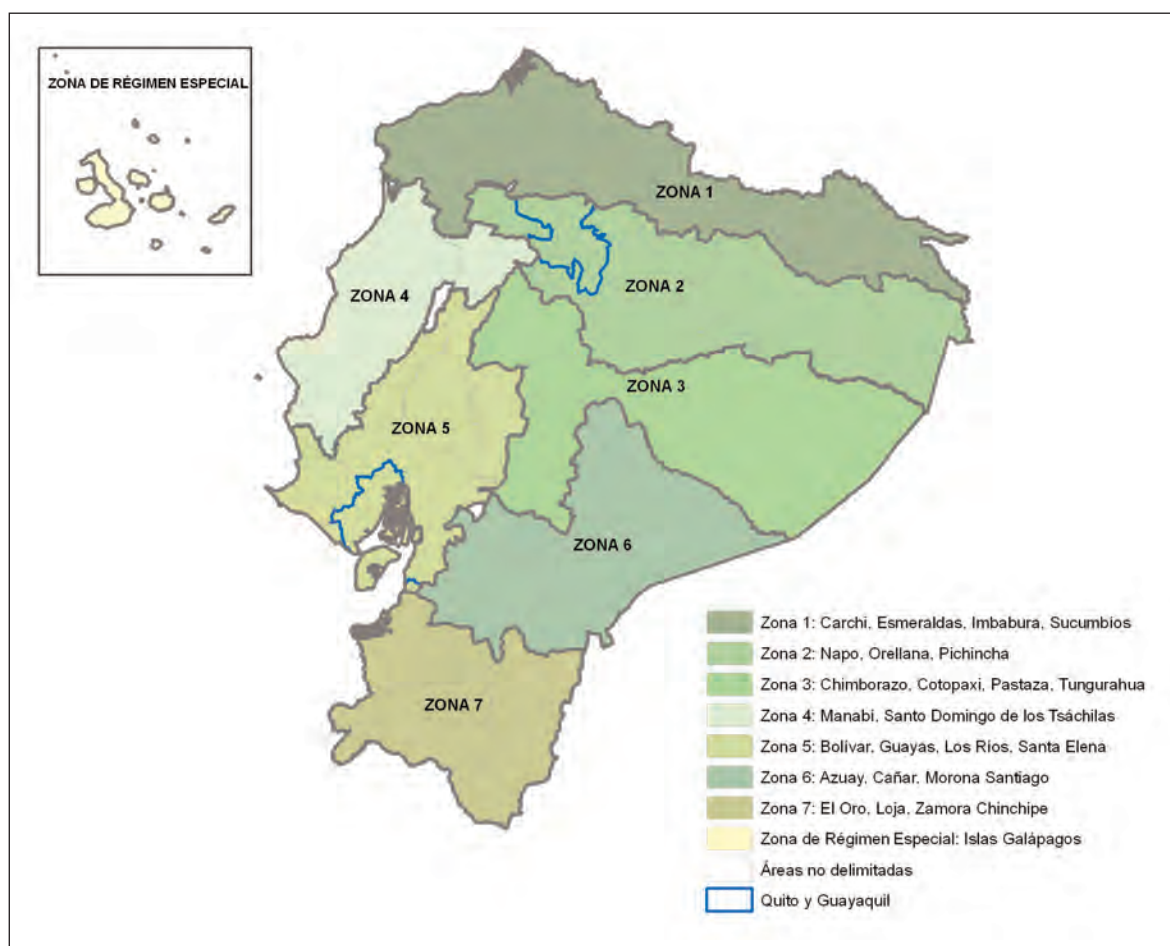 ZONA DE RÉGIMEN ESPECIAL
ZONA 1
ZONA 2
ZONA 4
ZONA 3
ZONA 5
ZONA 6
ZONA 7
Zona 1: Carchi, Esmeraldas, Imbabura, Sucumbios
Zona 2: Napo, Orellana, Pichincha
Zona 3: Chimborazo, Cotopaxi, Pastaza, Tungurahua
Zona 4: Manabí, Santo Domingo de los Tsáchilas
Zona 5: Bolívar, Guayas, Los Ríos, Santa Elena
Zona 6: Azuay, Cañar, Morona Santiago
Zona 7: El Oro, Loja, Zamora Chinchipe
Zona de Régimen Especial: Islas Galápagos
Áreas no delimitadas
Quito y Guayaquil